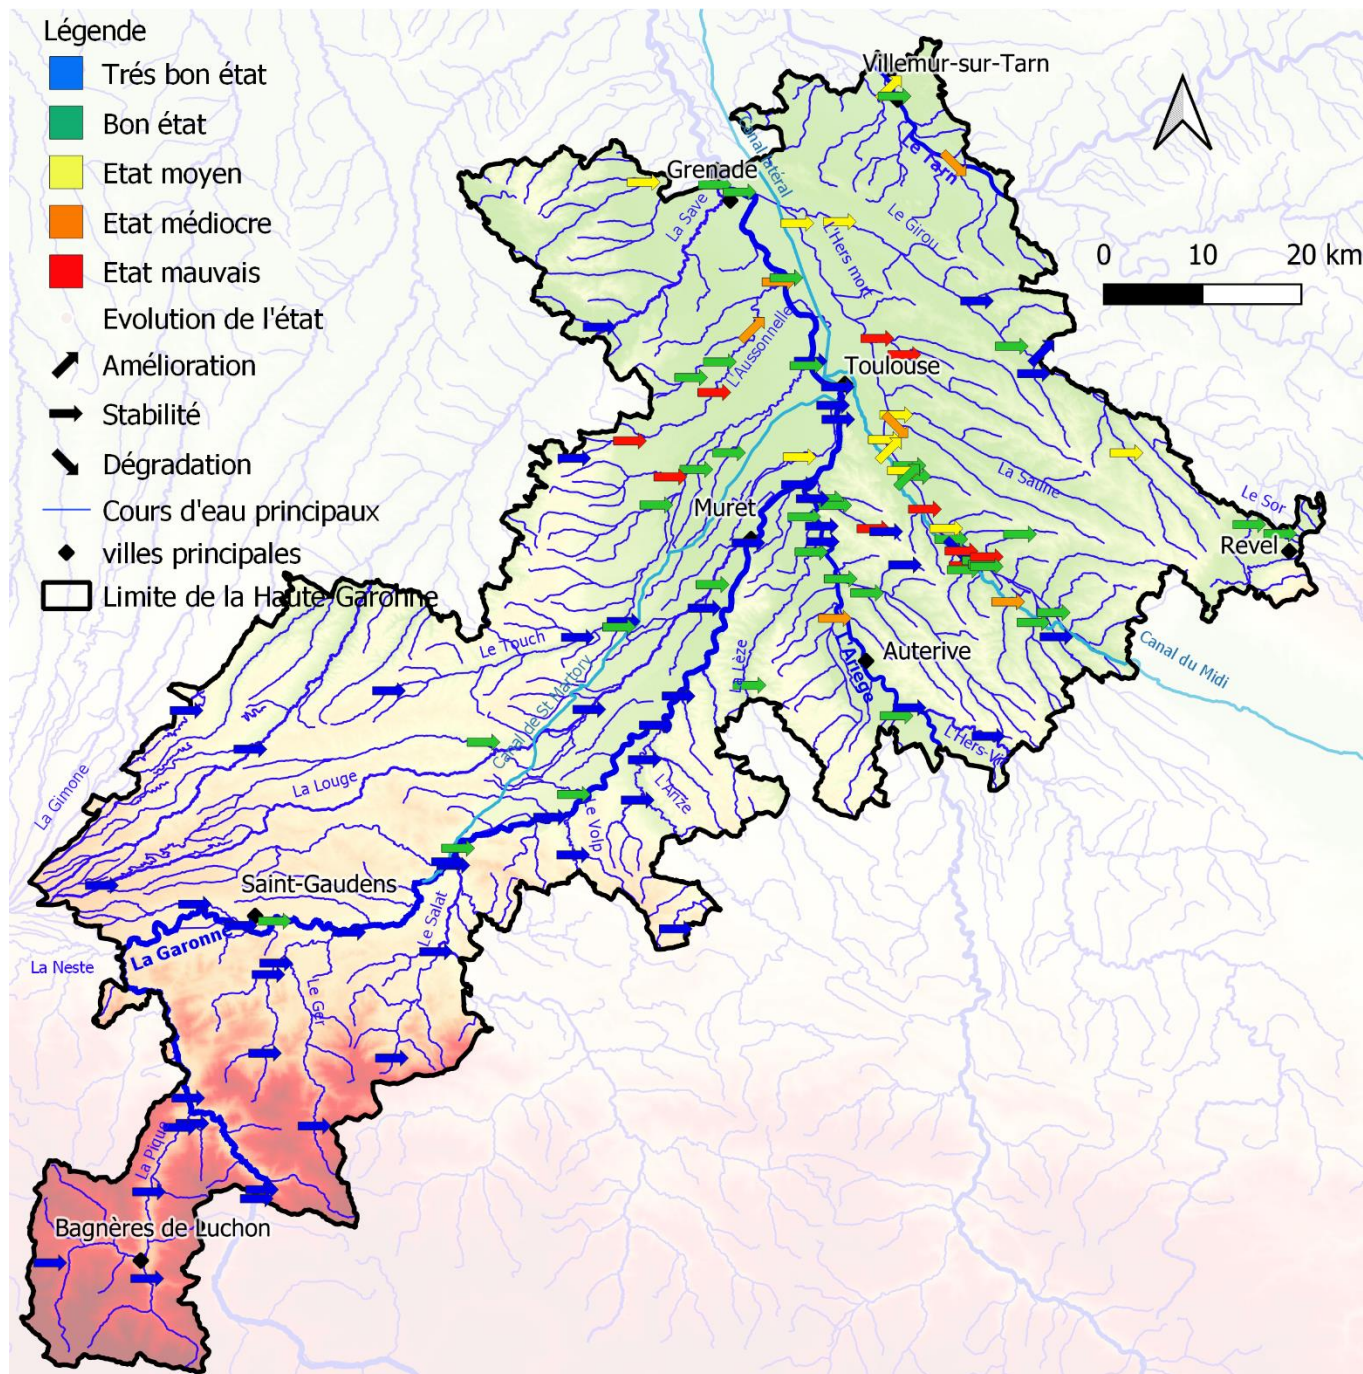 Légende
Trés bon état
Bon état
Etat moyen
Etat médiocre
Etat mauvais
Evolution de l'état
Amélioration
Stabilité
Dégradation
Cours d'eau principaux
villes principales
Limite de la Haute-Garonne
0 10 20 km
Villemur-sur-Tarn
Le Tarn
Canal latéral
Grenade
La Save
Le Girou
L'Hers mort
L'Aussonnelle
Toulouse
La Saune
Le Sor
Revel
Muret
Le Touch
Canal de St Martory
La Lèze
L'Ariège
Auterive
Canal du Midi
L'Hers-Vi
La Gimone
La Louge
L'Arize
Le Volp
Saint-Gaudens
Le Salat
La Garonne
La Neste
Le Ger
La Pique
Bagnères de Luchon